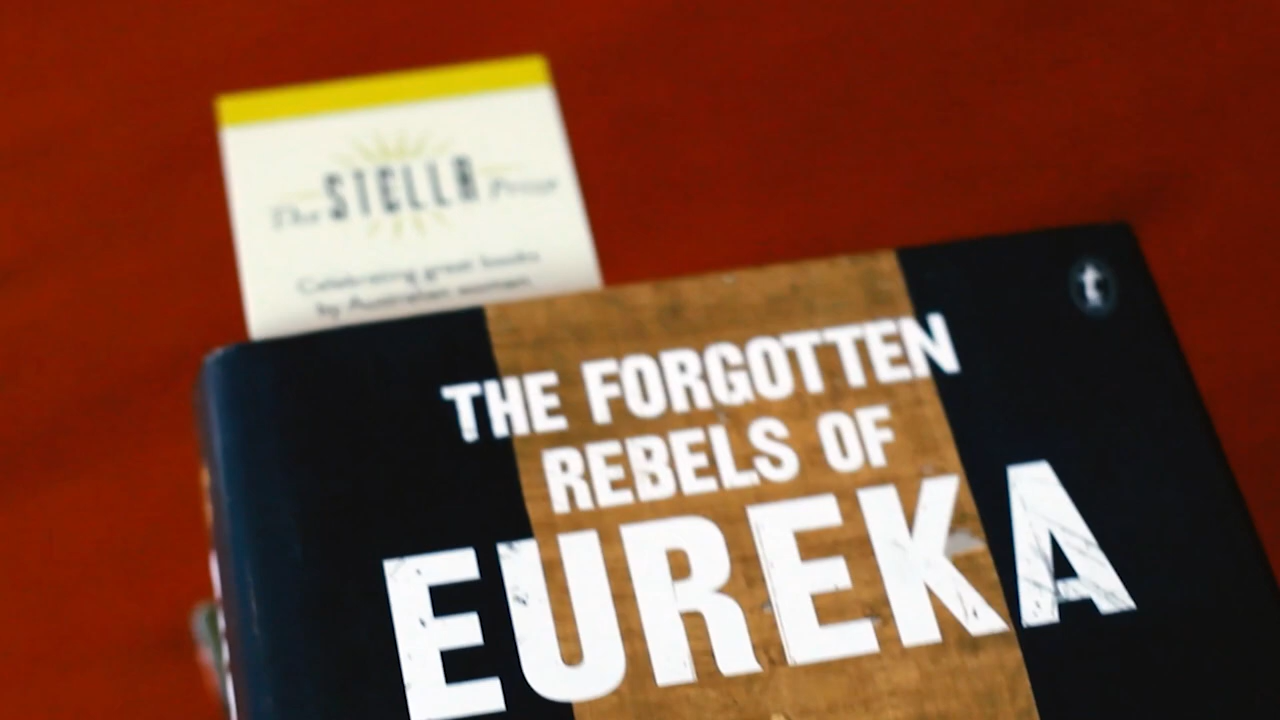 The STELLA Prize
Celebrating great books
by Australian women
THE FORGOTTEN
REBELS OF
EUREKA